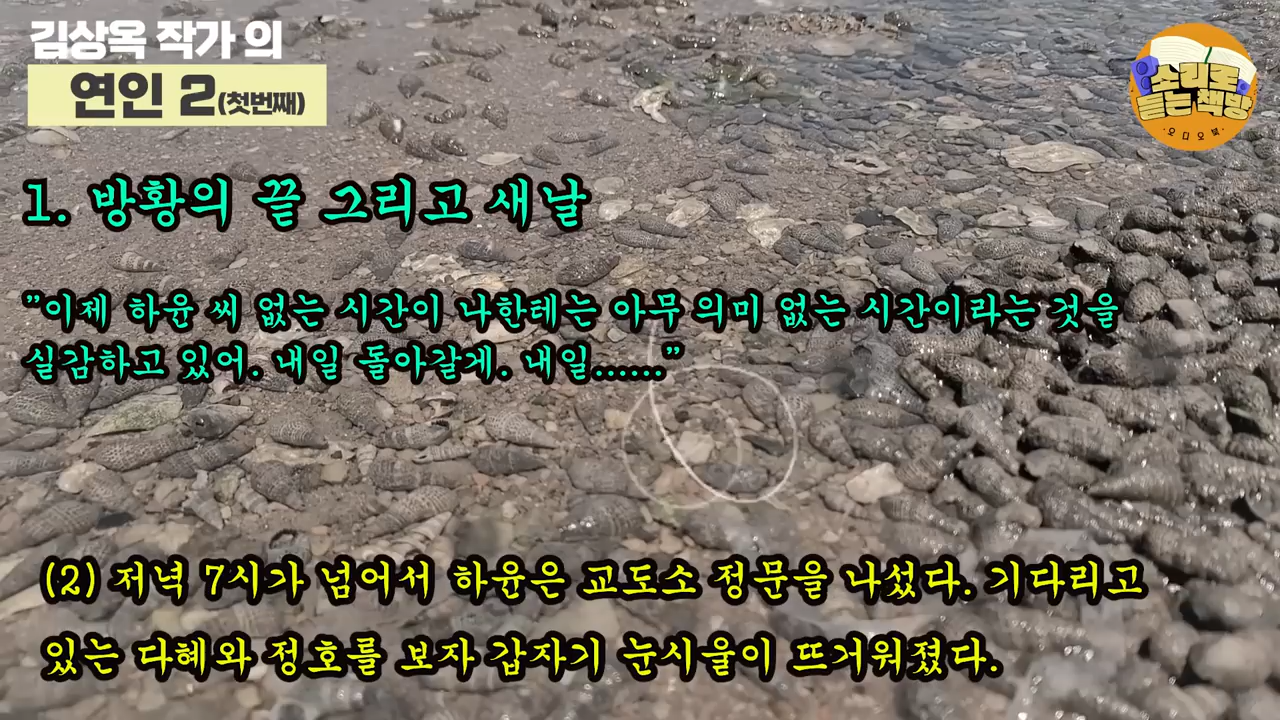 김상옥 작가 의
연인 2(첫번째)
소리로
듣는 책방
·오디오북·
1. 방황의 끝 그리고 새날
"이제 하윤 씨 없는 시간이 나한테는 아무 의미 없는 시간이라는 것을
실감하고 있어. 내일 돌아갈게. 내일......"
(2) 저녁 7시가 넘어서 하윤은 교도소 정문을 나섰다. 기다리고
있는 다혜와 정호를 보자 갑자기 눈시울이 뜨거워졌다.